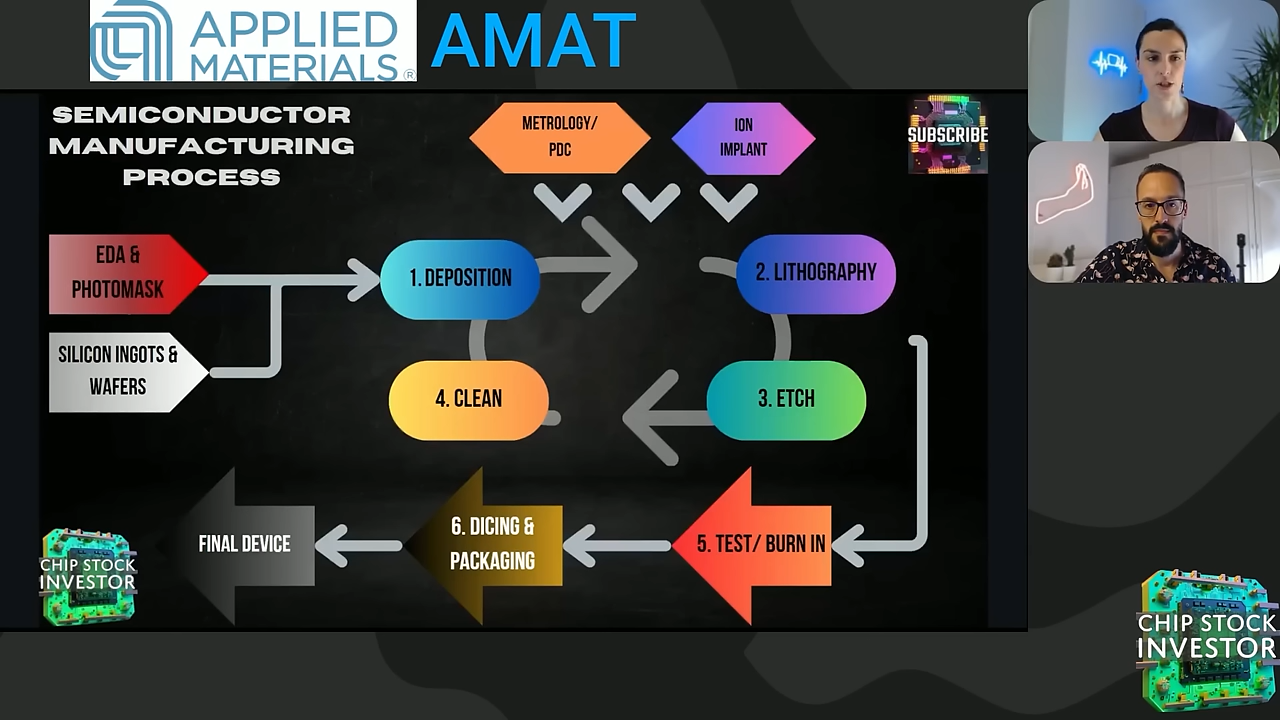 APPLIED
MATERIALS®
AMAT
SEMICONDUCTOR
MANUFACTURING
PROCESS
METROLOGY/
PDC
ION
IMPLANT
SUBSCRIBE
EDA &
PHOTOMASK
1. DEPOSITION
2. LITHOGRAPHY
SILICON INGOTS &
WAFERS
4. CLEAN
3. ETCH
FINAL DEVICE
6. DICING &
PACKAGING
5. TEST/ BURN IN
CHIP STOCK
INVESTOR
CHIP STOCK
INVESTOR